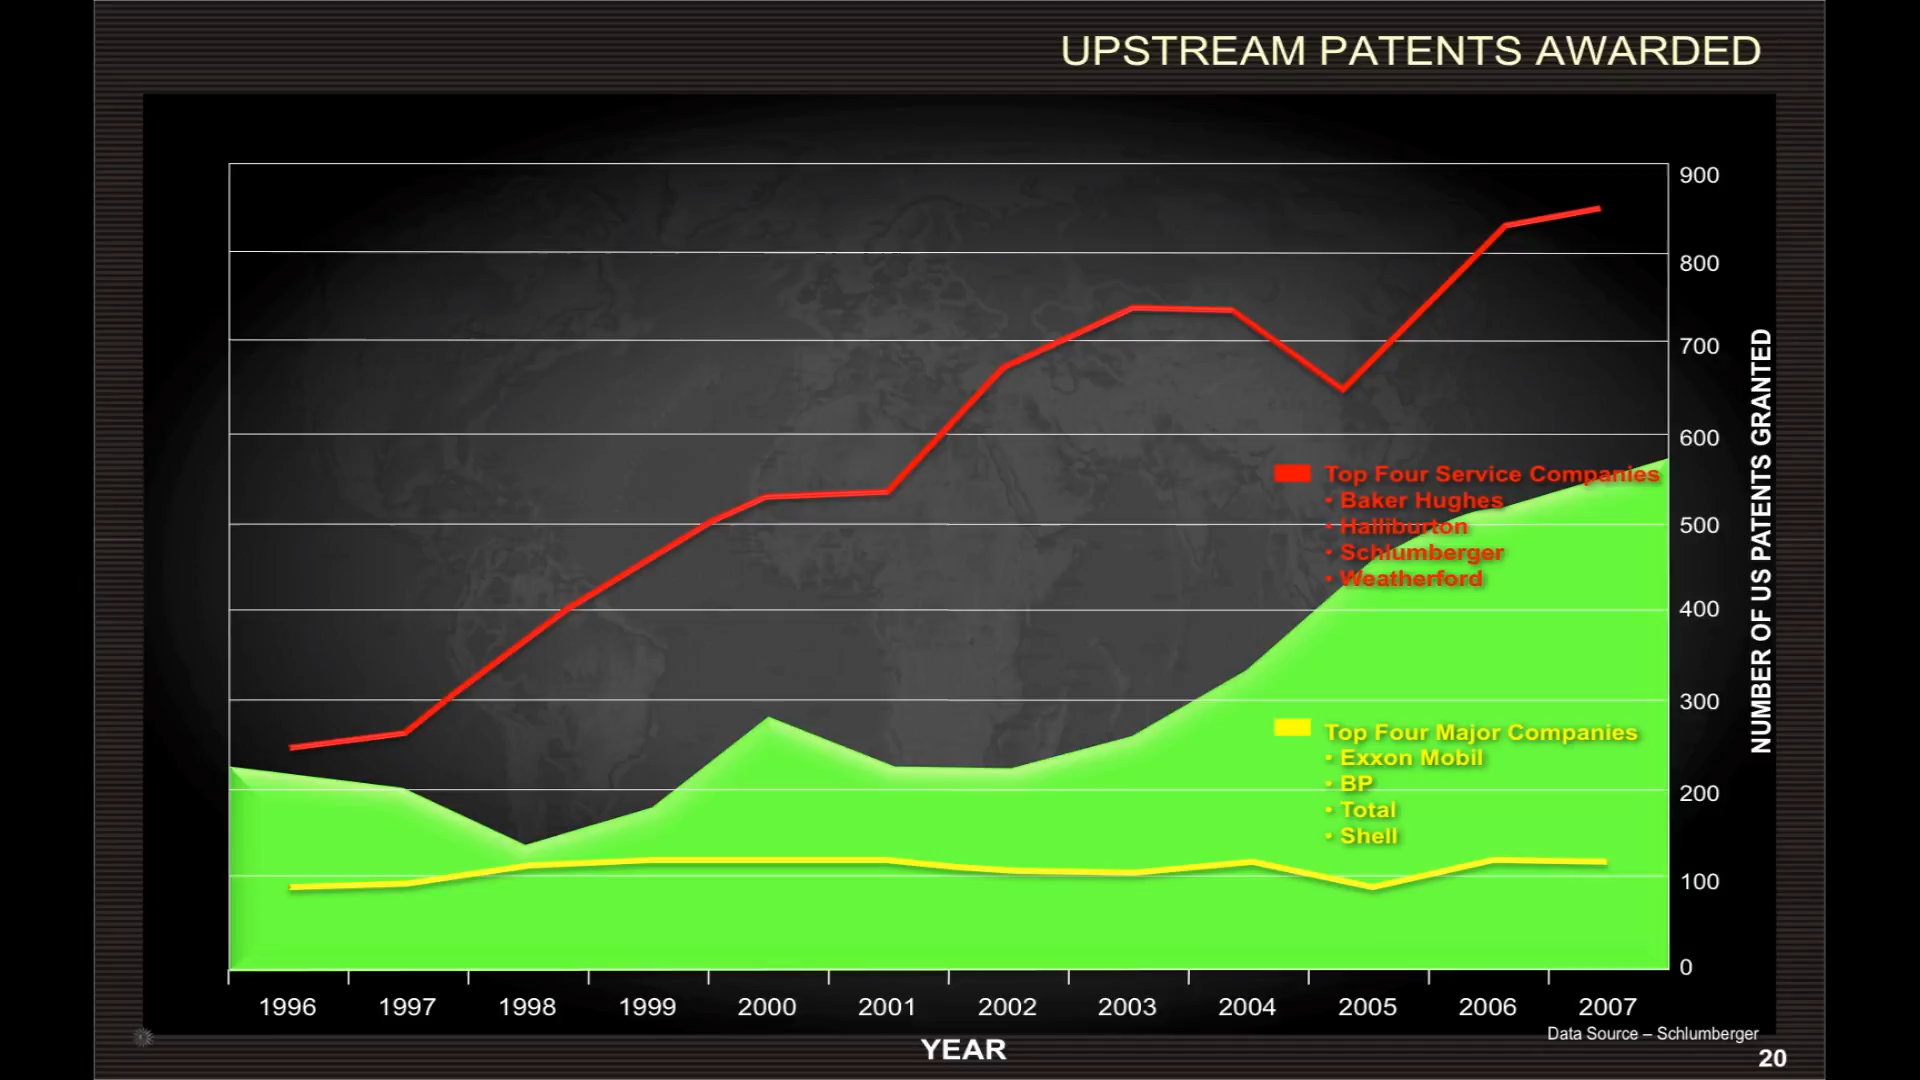 UPSTREAM PATENTS AWARDED
900
800
700
600
500
400
300
200
100
0
NUMBER OF US PATENTS GRANTED
Top Four Service Companies
• Baker Hughes
• Halliburton
• Schlumberger
• Weatherford
Top Four Major Companies
• Exxon Mobil
• BP
• Total
• Shell
1996 1997 1998 1999 2000 2001 2002 2003 2004 2005 2006 2007
YEAR
Data Source – Schlumberger
20